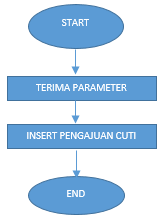 START
TERIMA PARAMETER
INSERT PENGAJUAN CUTI
END